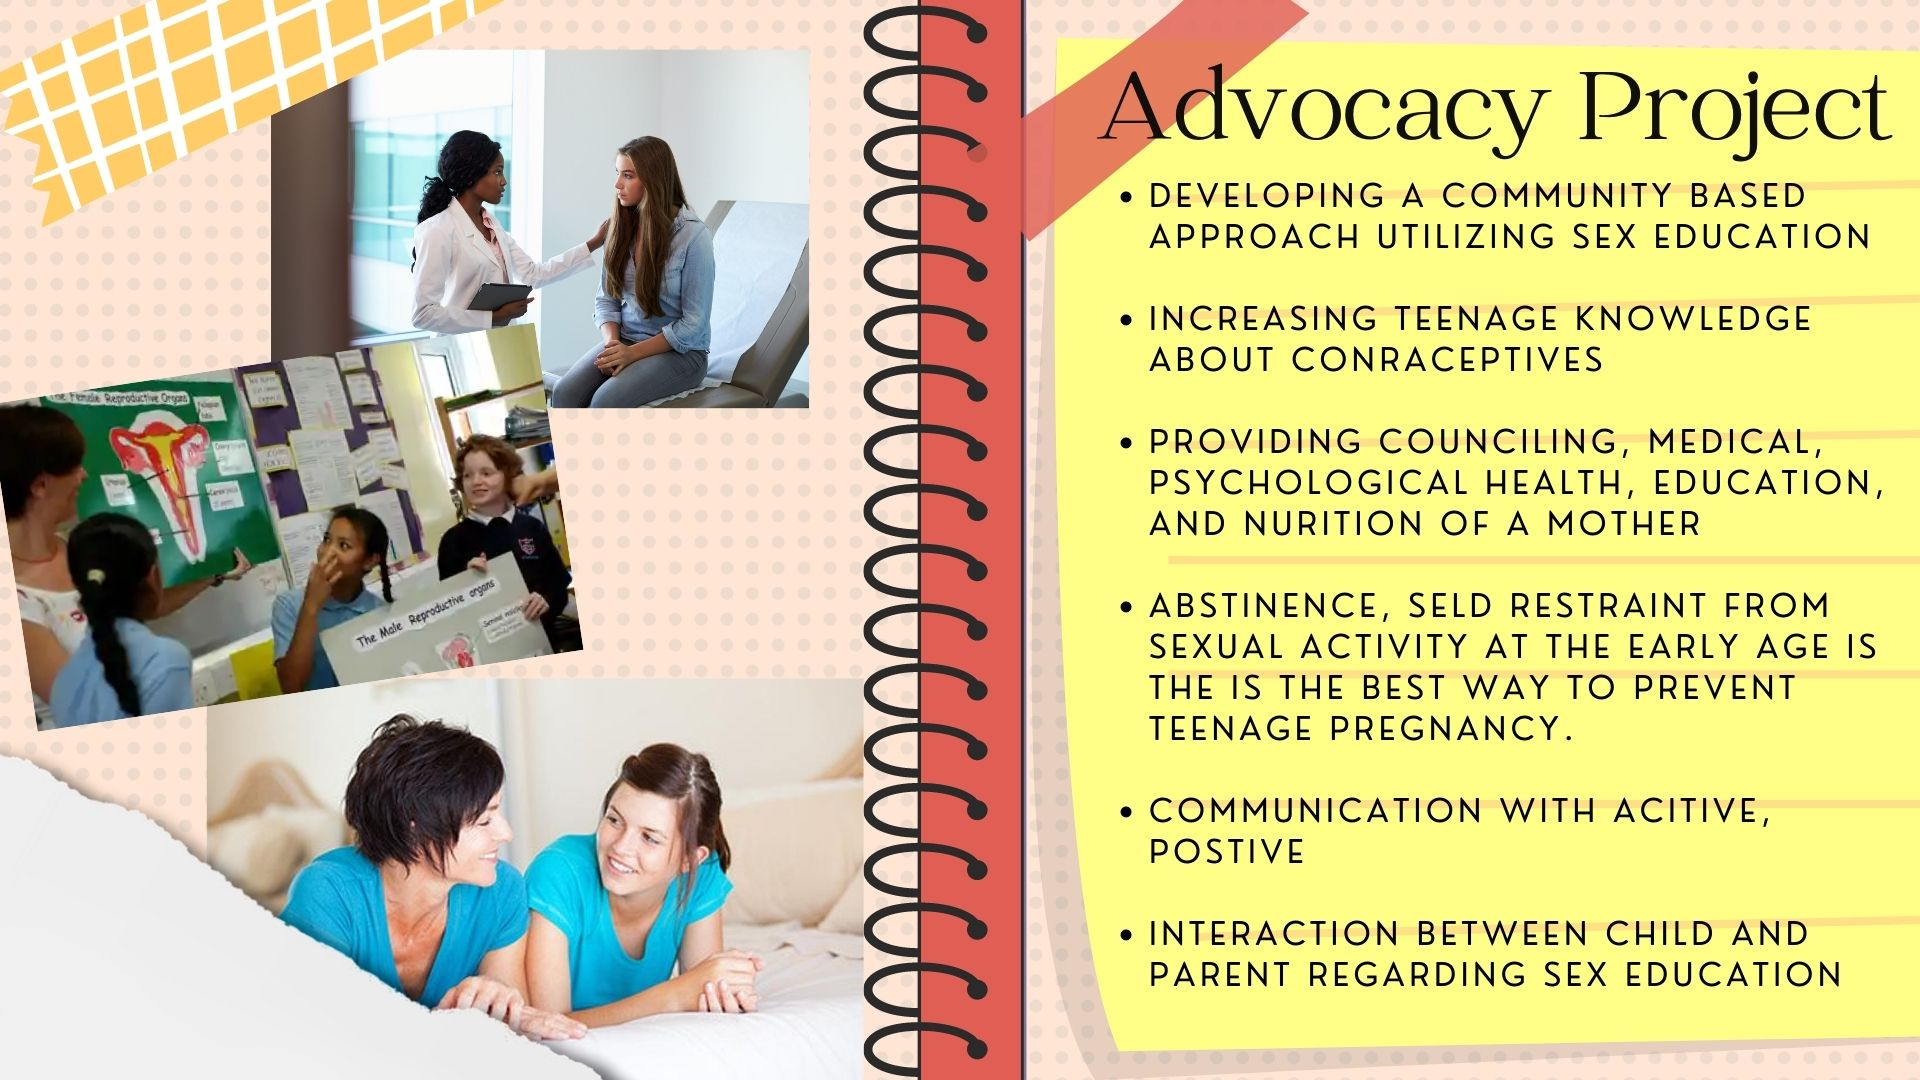 Advocacy Project
DEVELOPING A COMMUNITY BASED
APPROACH UTILIZING SEX EDUCATION
INCREASING TEENAGE KNOWLEDGE
ABOUT CONRACEPTIVES
PROVIDING COUNCILING, MEDICAL,
PSYCHOLOGICAL HEALTH, EDUCATION,
AND NURITION OF A MOTHER
ABSTINENCE, SELD RESTRAINT FROM
SEXUAL ACTIVITY AT THE EARLY AGE IS
THE IS THE BEST WAY TO PREVENT
TEENAGE PREGNANCY.
COMMUNICATION WITH ACITIVE,
POSTIVE
INTERACTION BETWEEN CHILD AND
PARENT REGARDING SEX EDUCATION
The Female Reproductive Organs
The Male Reproductive organs